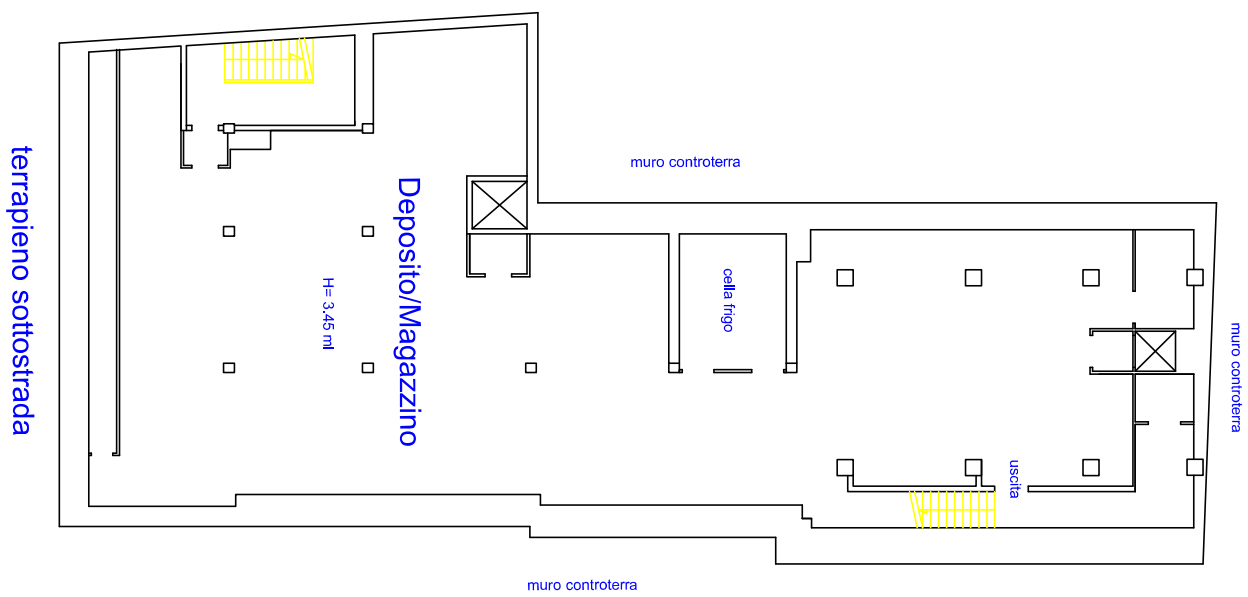 muro controterra
terrapieno sottostrada
Deposito/Magazzino
H= 3.45 ml
cella frigo
muro controterra
uscita
muro controterra